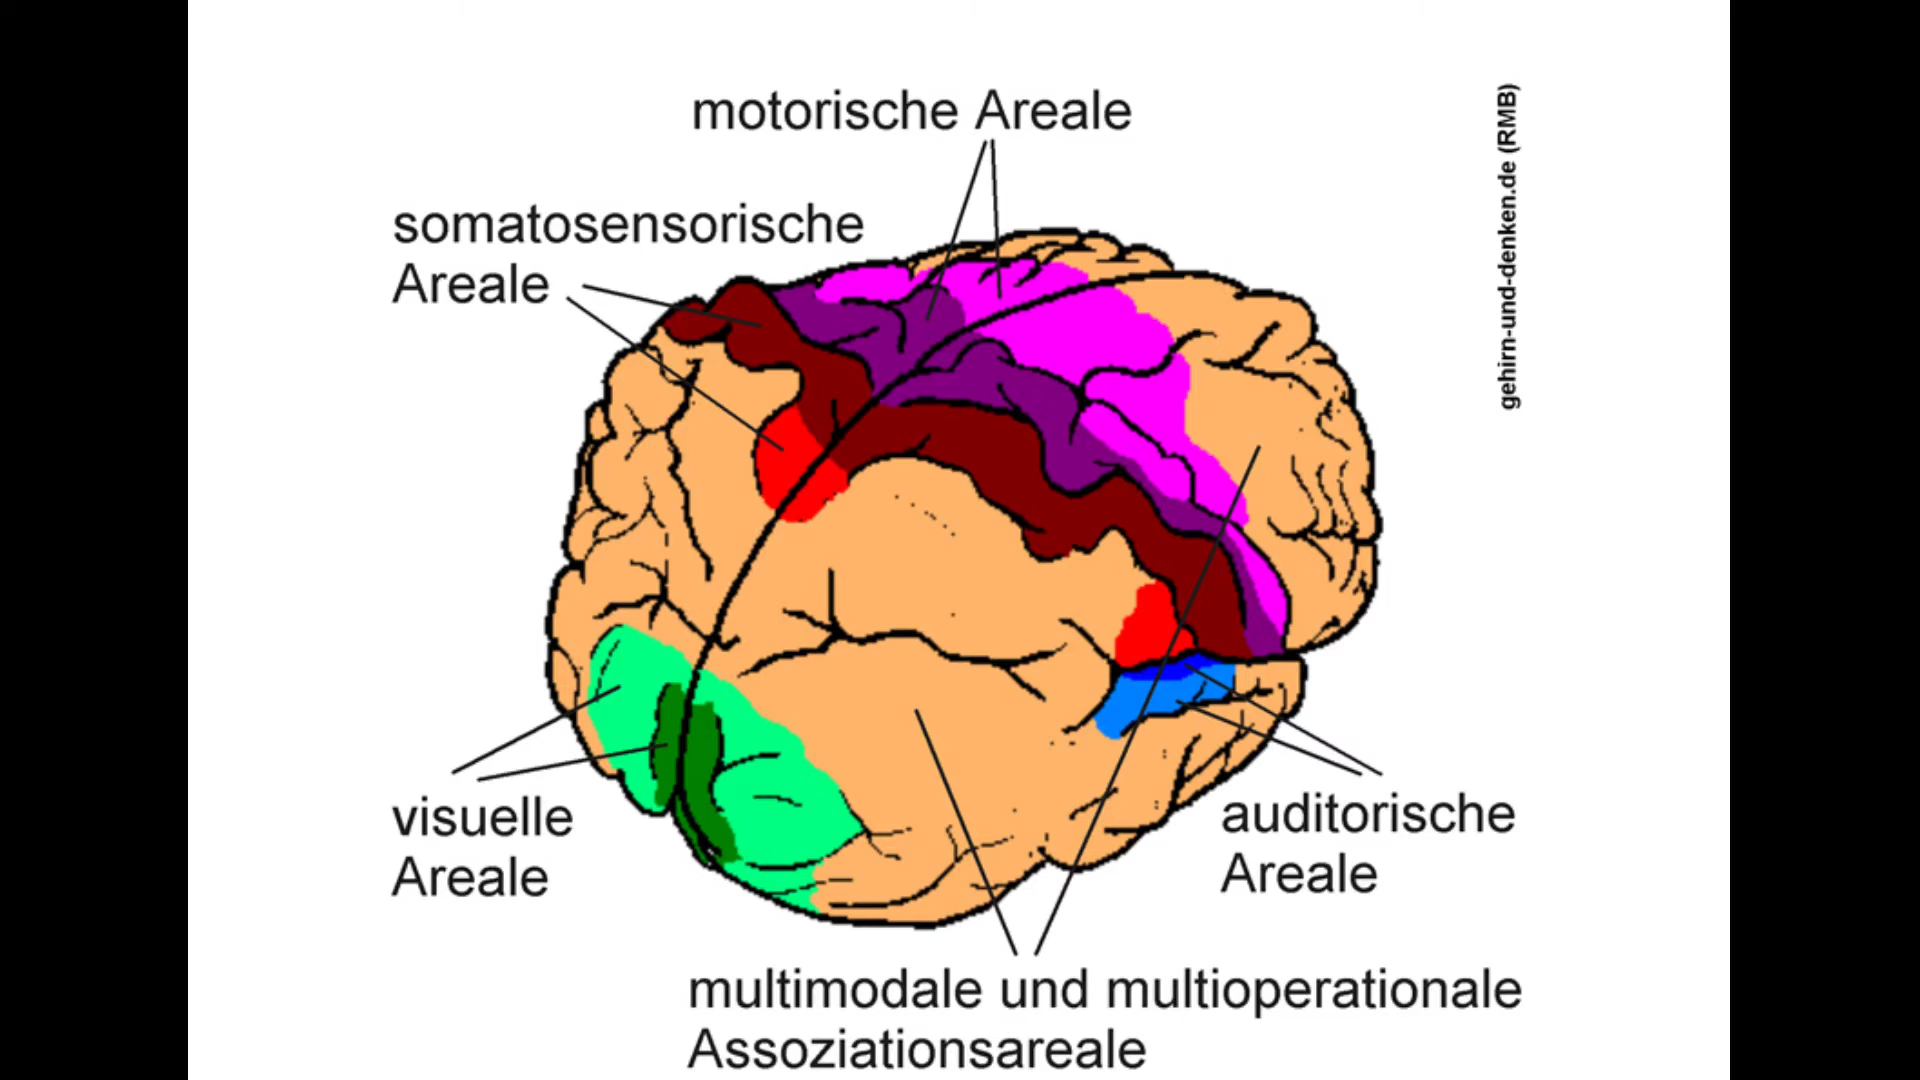 motorische Areale
somatosensorische
Areale
gehirn-und-denken.de (RMB)
visuelle
Areale
auditorische
Areale
multimodale und multioperationale
Assoziationsareale